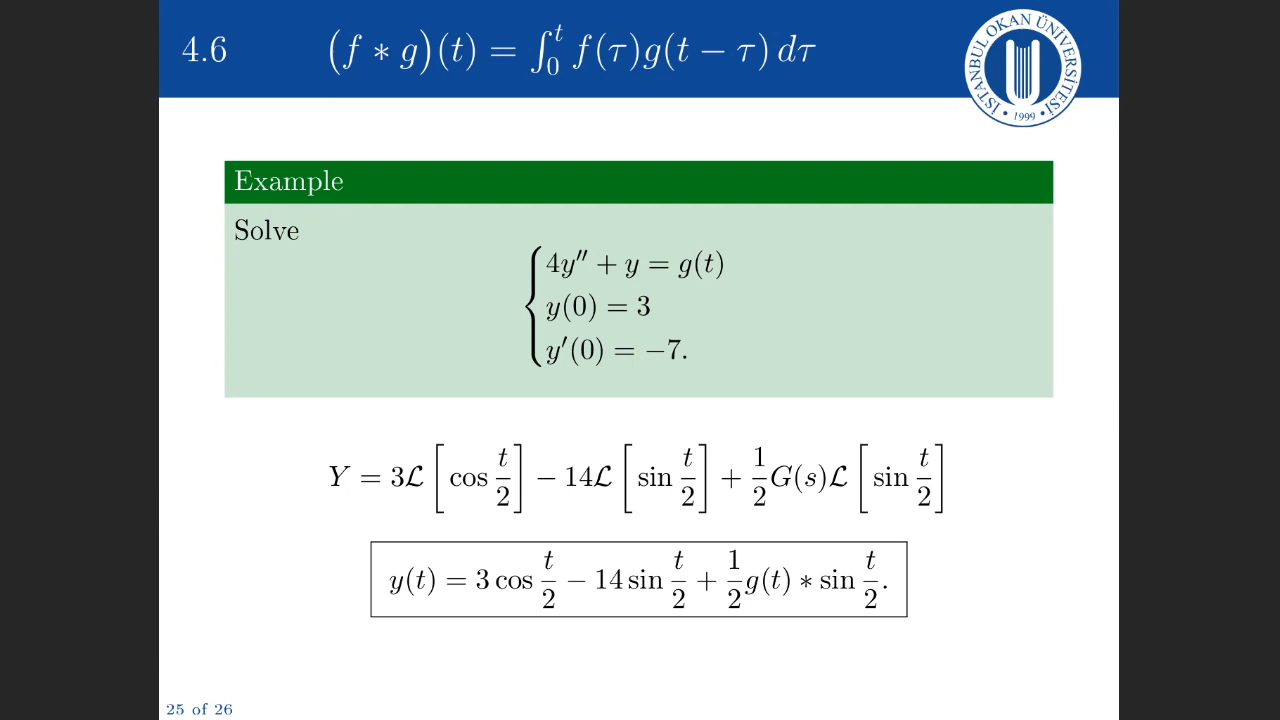 4.6 (f ∗ g)(t) = ∫₀ᵗ f(τ)g(t − τ) dτ
İSTANBUL OKAN ÜNİVERSİTESİ
• 1999 •
Example
Solve
4y″ + y = g(t)
y(0) = 3
y′(0) = −7.
Y = 3ℒ[cos t/2] − 14ℒ[sin t/2] + 1/2 G(s)ℒ[sin t/2]
y(t) = 3 cos t/2 − 14 sin t/2 + 1/2 g(t) ∗ sin t/2.
25 of 26